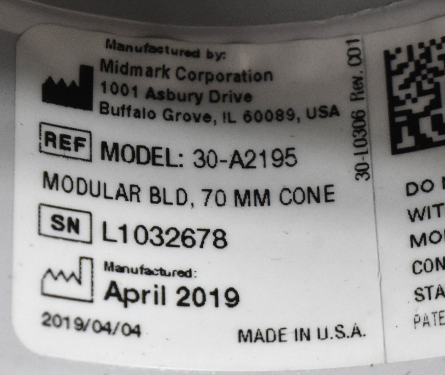 Manufactured by:
Midmark Corporation
1001 Asbury Drive
Buffalo Grove, IL 60089, USA
REF MODEL: 30-A2195
MODULAR BLD, 70 MM CONE
SN L1032678
Manufactured:
April 2019
2019/04/04
MADE IN U.S.A.
30-L0306 Rev. C01
DO
WIT
MO
CON
STA
PATE